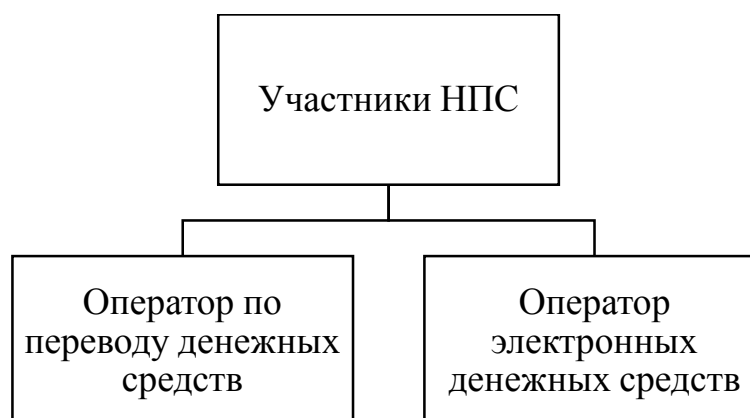 Участники НПС
Оператор по
переводу денежных
средств
Оператор
электронных
денежных средств